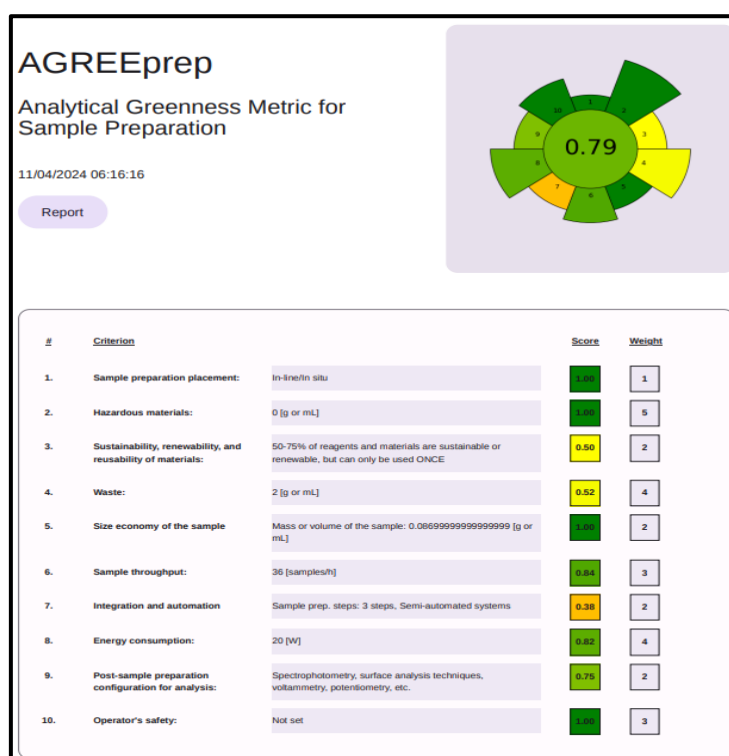 AGREEprep
Analytical Greenness Metric for
Sample Preparation
11/04/2024 06:16:16
Report
0.79
1
2
3
4
5
6
7
8
9
10
# Criterion Score Weight
1. Sample preparation placement: In-line/In situ 1.00 1
2. Hazardous materials: 0 [g or mL] 1.00 5
3. Sustainability, renewability, and 50-75% of reagents and materials are sustainable or 0.50 2
reusability of materials: renewable, but can only be used ONCE
4. Waste: 2 [g or mL] 0.52 4
5. Size economy of the sample Mass or volume of the sample: 0.08699999999999999 [g or 1.00 2
mL]
6. Sample throughput: 36 [samples/h] 0.84 3
7. Integration and automation Sample prep. steps: 3 steps, Semi-automated systems 0.38 2
8. Energy consumption: 20 [W] 0.82 4
9. Post-sample preparation Spectrophotometry, surface analysis techniques, 0.75 2
configuration for analysis: voltammetry, potentiometry, etc.
10. Operator's safety: Not set 1.00 3